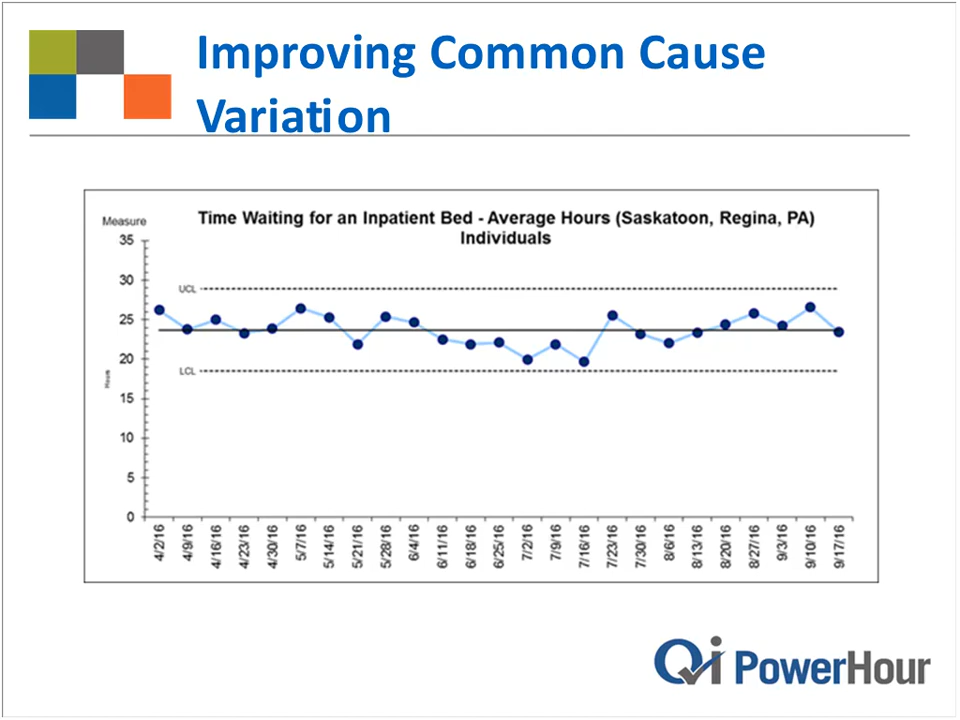 Improving Common Cause
Variation
Measure
Time Waiting for an Inpatient Bed - Average Hours (Saskatoon, Regina, PA)
Individuals
35
30
UCL
25
20
LCL
Hours
15
10
5
0
4/2/16 4/9/16 4/16/16 4/23/16 4/30/16 5/7/16 5/14/16 5/21/16 5/28/16 6/4/16 6/11/16 6/18/16 6/25/16 7/2/16 7/9/16 7/16/16 7/23/16 7/30/16 8/6/16 8/13/16 8/20/16 8/27/16 9/3/16 9/10/16 9/17/16
Qi PowerHour